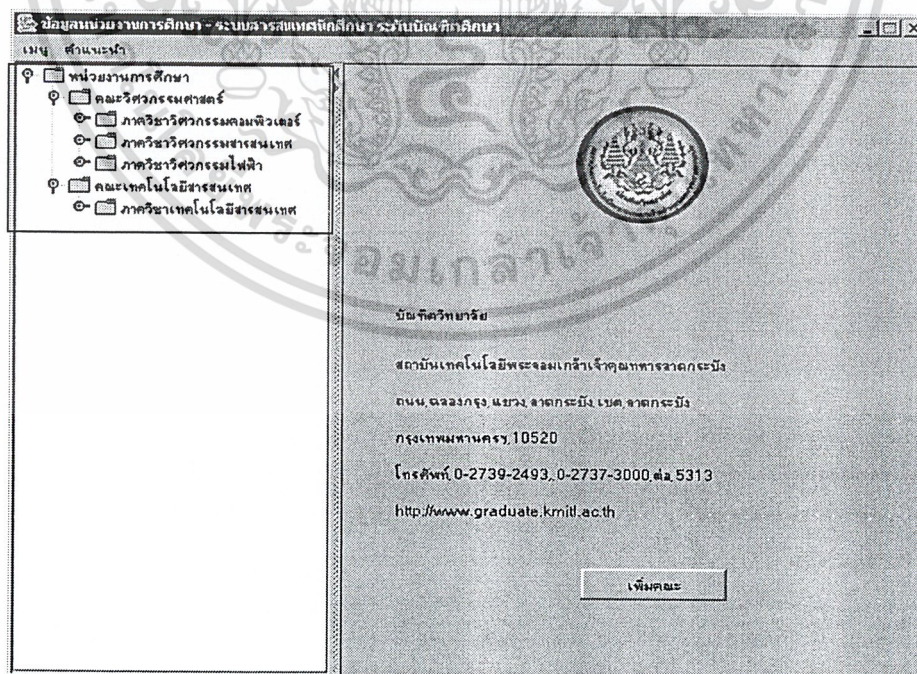 ข้อมูลหน่วยงานการศึกษา - ระบบสารสนเทศนักศึกษา ระดับบัณฑิตศึกษา
เมนู คำแนะนำ
หน่วยงานการศึกษา
คณะวิศวกรรมศาสตร์
ภาควิชาวิศวกรรมคอมพิวเตอร์
ภาควิชาวิศวกรรมสารสนเทศ
ภาควิชาวิศวกรรมไฟฟ้า
คณะเทคโนโลยีสารสนเทศ
ภาควิชาเทคโนโลยีสารสนเทศ
บัณฑิตวิทยาลัย
สถาบันเทคโนโลยีพระจอมเกล้าเจ้าคุณทหารลาดกระบัง
ถนน ฉลองกรุง แขวง ลาดกระบัง เขต ลาดกระบัง
กรุงเทพมหานครฯ 10520
โทรศัพท์ 0-2739-2493, 0-2737-3000 ต่อ 5313
http://www.graduate.kmitl.ac.th
เพิ่มคณะ